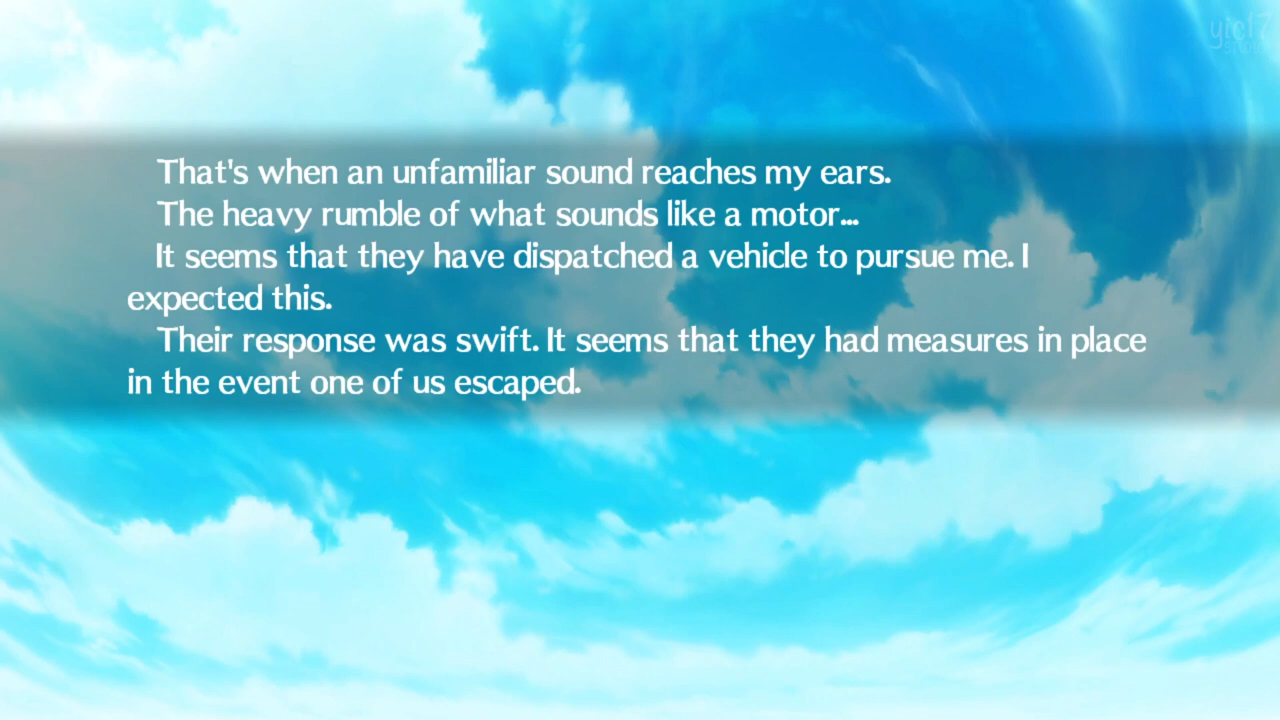 That's when an unfamiliar sound reaches my ears.
The heavy rumble of what sounds like a motor...
It seems that they have dispatched a vehicle to pursue me. I
expected this.
Their response was swift. It seems that they had measures in place
in the event one of us escaped.
yic17